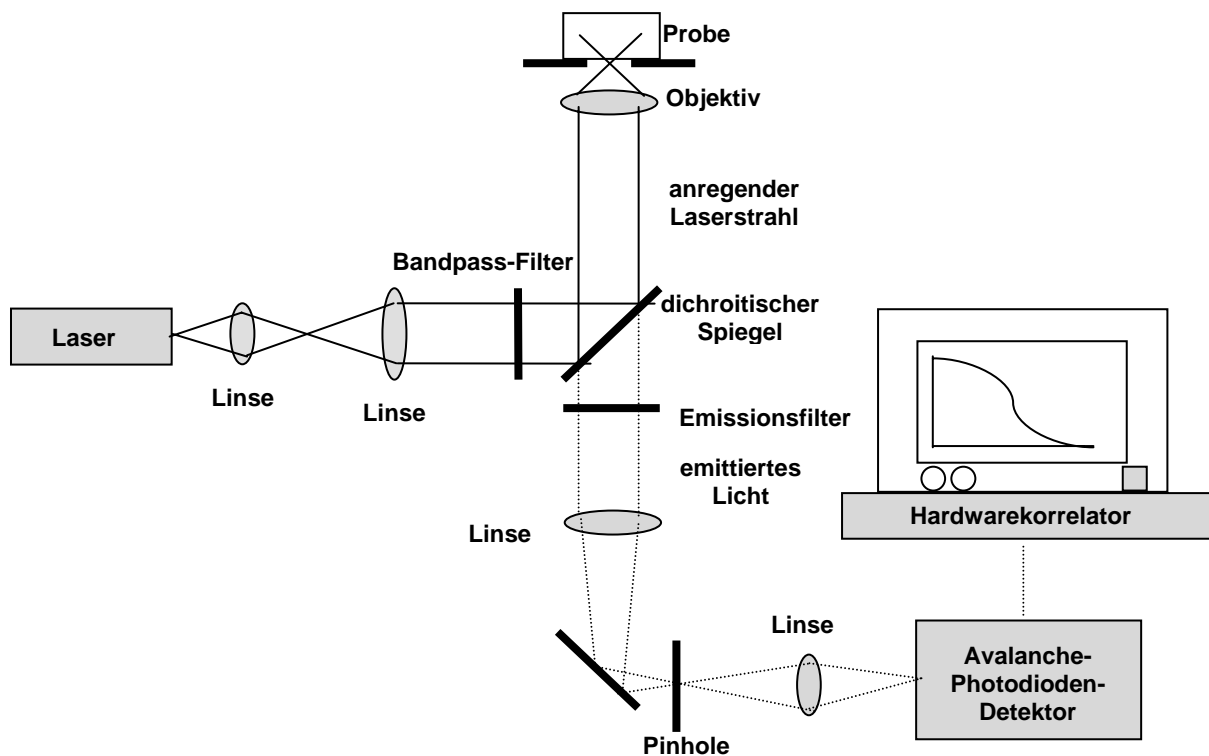 Probe
Objektiv
anregender
Laserstrahl
Bandpass-Filter
dichroitischer
Spiegel
Laser
Linse
Linse
Emissionsfilter
emittiertes
Licht
Hardwarekorrelator
Linse
Linse
Avalanche-
Photodioden-
Detektor
Pinhole